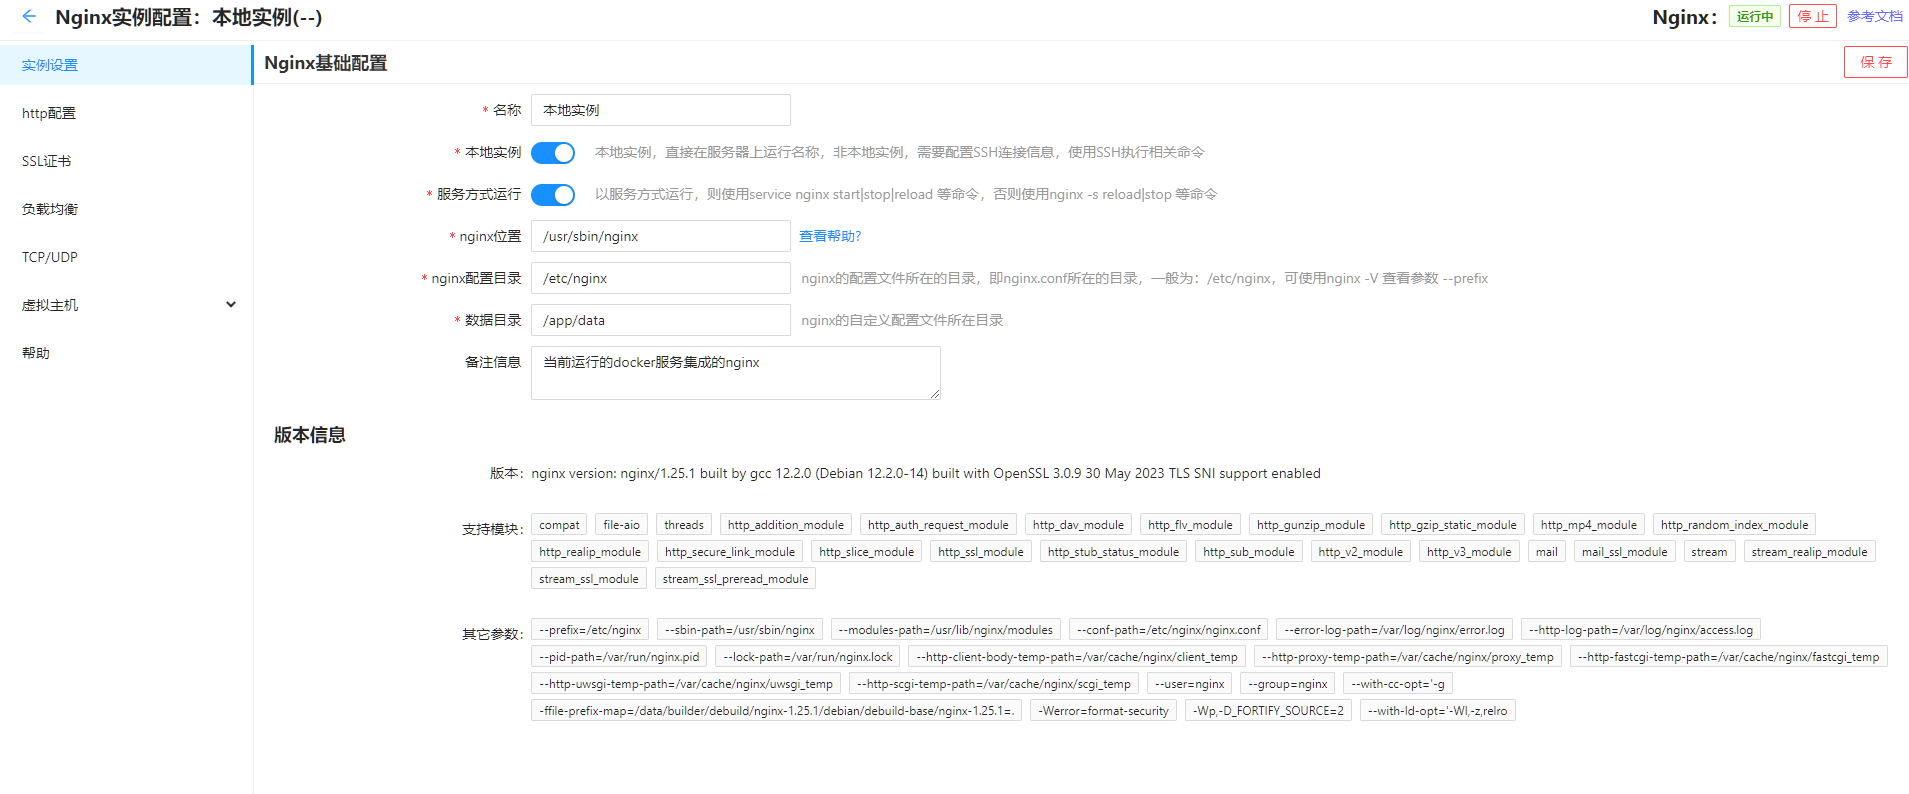 Nginx实例配置：本地实例(--)
Nginx： 运行中 停 止 参考文档
实例设置
http配置
SSL证书
负载均衡
TCP/UDP
虚拟主机
帮助
Nginx基础配置
保 存
* 名称 本地实例
* 本地实例 本地实例，直接在服务器上运行名称，非本地实例，需要配置SSH连接信息，使用SSH执行相关命令
* 服务方式运行 以服务方式运行，则使用service nginx start|stop|reload 等命令，否则使用nginx -s reload|stop 等命令
* nginx位置 /usr/sbin/nginx 查看帮助?
* nginx配置目录 /etc/nginx nginx的配置文件所在的目录，即nginx.conf所在的目录，一般为：/etc/nginx，可使用nginx -V 查看参数 --prefix
* 数据目录 /app/data nginx的自定义配置文件所在目录
备注信息 当前运行的docker服务集成的nginx
版本信息
版本： nginx version: nginx/1.25.1 built by gcc 12.2.0 (Debian 12.2.0-14) built with OpenSSL 3.0.9 30 May 2023 TLS SNI support enabled
支持模块： compat file-aio threads http_addition_module http_auth_request_module http_dav_module http_flv_module http_gunzip_module http_gzip_static_module http_mp4_module http_random_index_module
http_realip_module http_secure_link_module http_slice_module http_ssl_module http_stub_status_module http_sub_module http_v2_module http_v3_module mail mail_ssl_module stream stream_realip_module
stream_ssl_module stream_ssl_preread_module
其它参数： --prefix=/etc/nginx --sbin-path=/usr/sbin/nginx --modules-path=/usr/lib/nginx/modules --conf-path=/etc/nginx/nginx.conf --error-log-path=/var/log/nginx/error.log --http-log-path=/var/log/nginx/access.log
--pid-path=/var/run/nginx.pid --lock-path=/var/run/nginx.lock --http-client-body-temp-path=/var/cache/nginx/client_temp --http-proxy-temp-path=/var/cache/nginx/proxy_temp --http-fastcgi-temp-path=/var/cache/nginx/fastcgi_temp
--http-uwsgi-temp-path=/var/cache/nginx/uwsgi_temp --http-scgi-temp-path=/var/cache/nginx/scgi_temp --user=nginx --group=nginx --with-cc-opt='-g
-ffile-prefix-map=/data/builder/debuild/nginx-1.25.1/debian/debuild-base/nginx-1.25.1=. -Werror=format-security -Wp,-D_FORTIFY_SOURCE=2 --with-ld-opt='-Wl,-z,relro